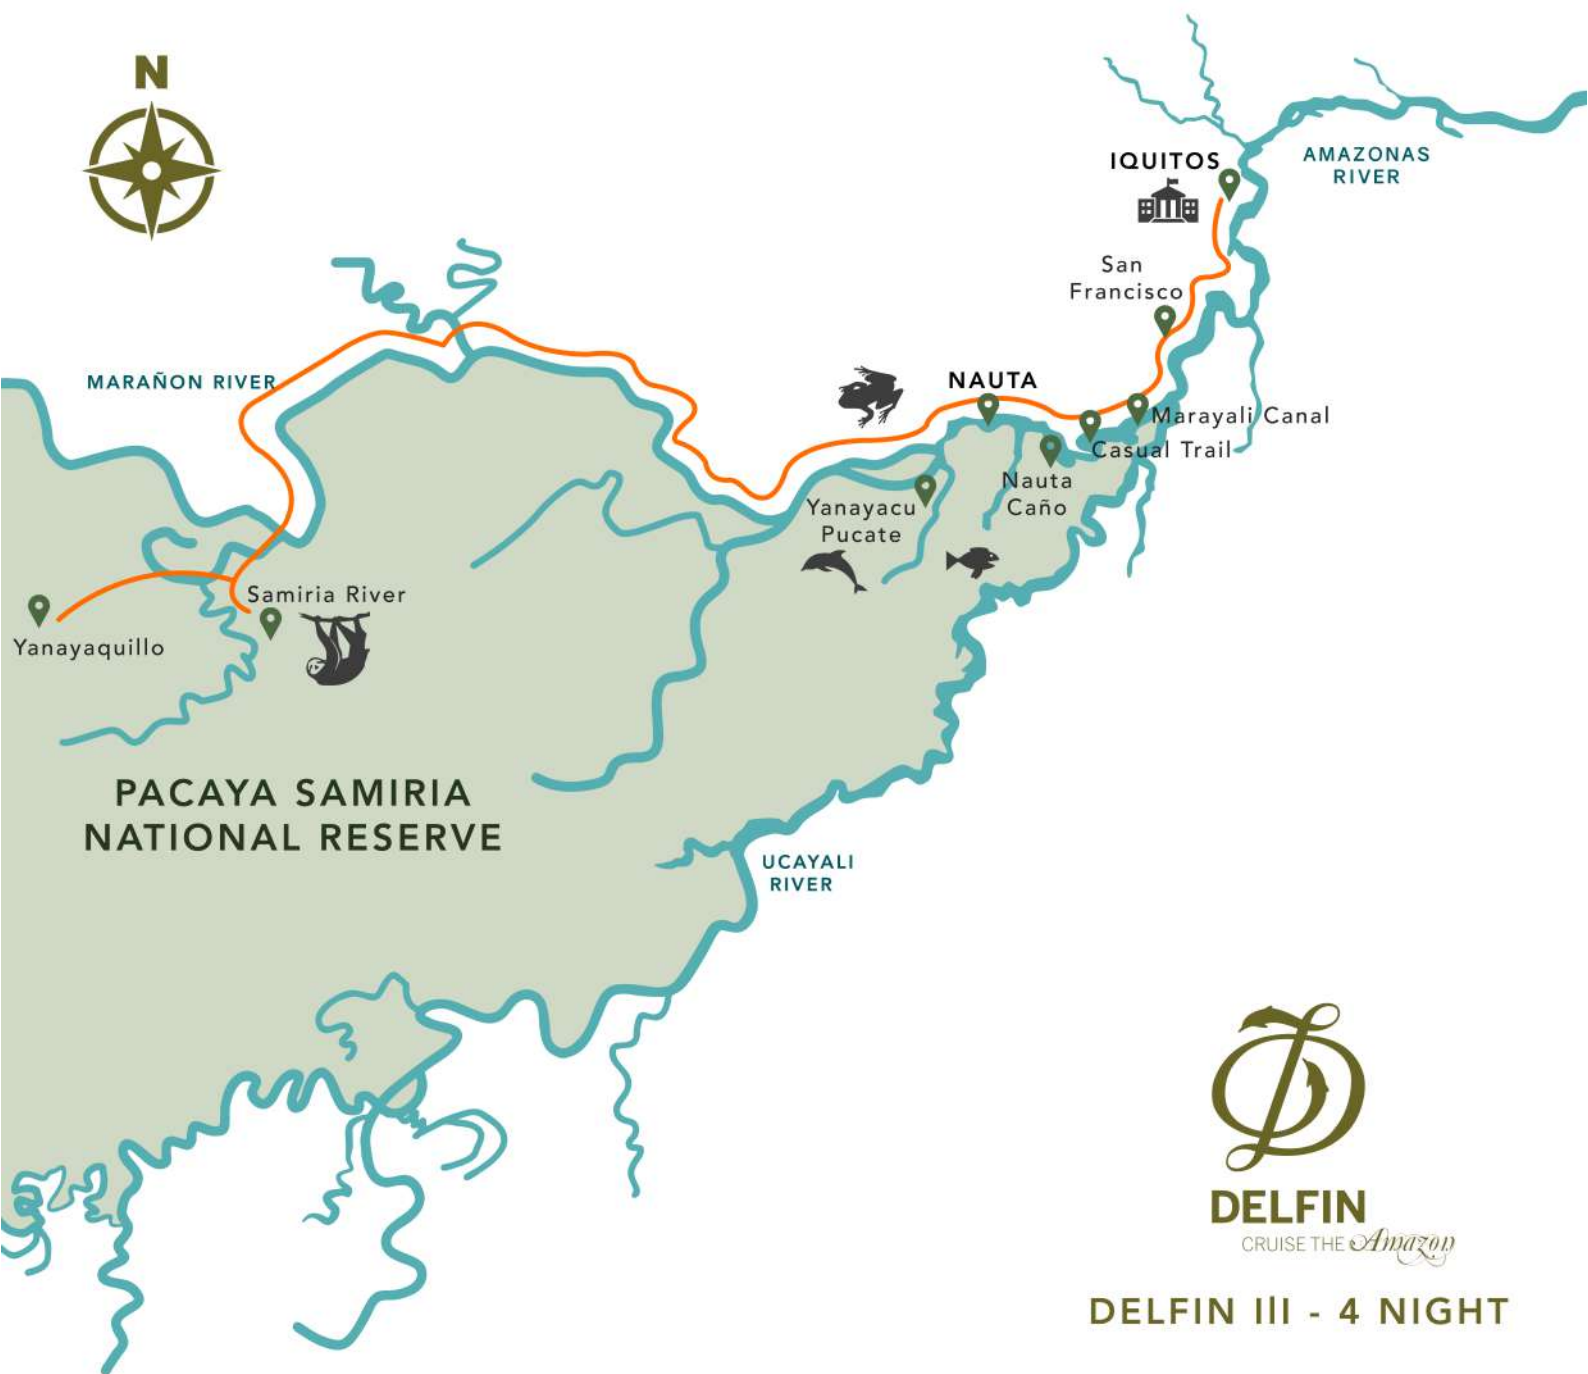 N
IQUITOS
AMAZONAS
RIVER
San
Francisco
MARAÑON RIVER
NAUTA
Marayali Canal
Casual Trail
Nauta
Caño
Yanayacu
Pucate
Samiria River
Yanayaquillo
PACAYA SAMIRIA
NATIONAL RESERVE
UCAYALI
RIVER
DELFIN
CRUISE THE Amazon
DELFIN III - 4 NIGHT